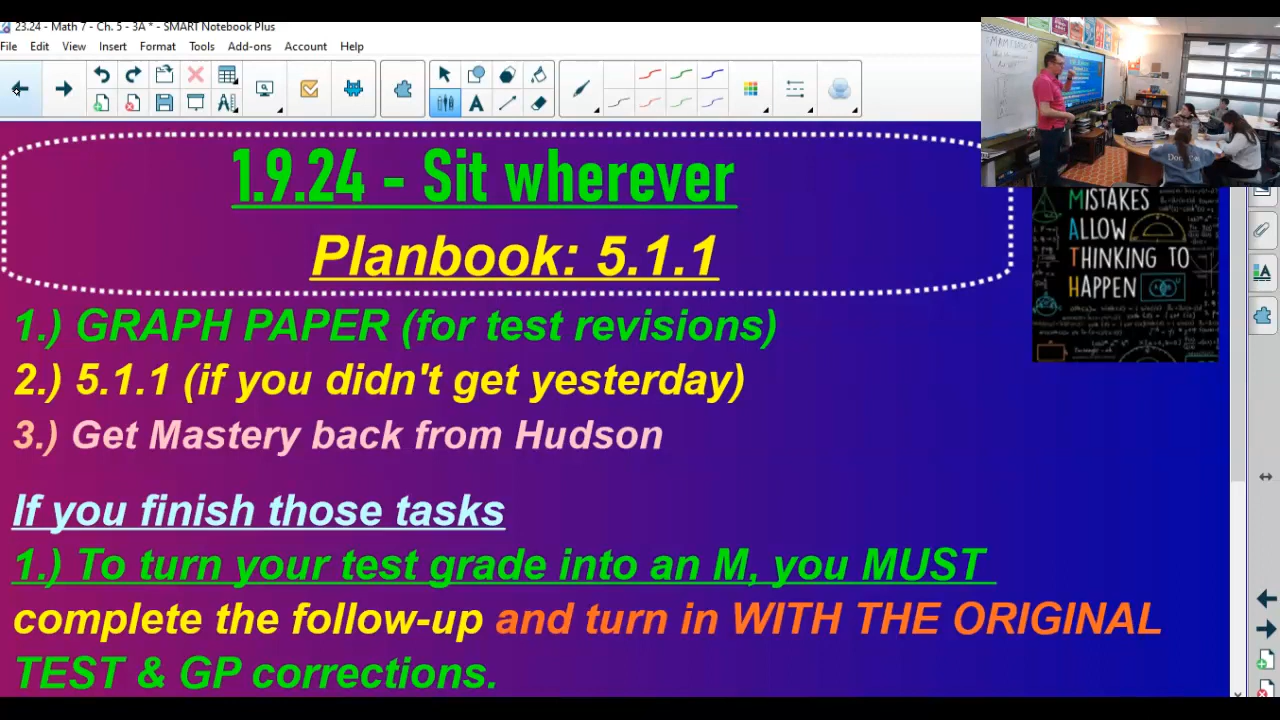 23.24 - Math 7 - Ch. 5 - 3A * - SMART Notebook Plus
File Edit View Insert Format Tools Add-ons Account Help
1.9.24 - Sit wherever
Planbook: 5.1.1
1.) GRAPH PAPER (for test revisions)
2.) 5.1.1 (if you didn't get yesterday)
3.) Get Mastery back from Hudson
If you finish those tasks
1.) To turn your test grade into an M, you MUST
complete the follow-up and turn in WITH THE ORIGINAL
TEST & GP corrections.
MISTAKES
ALLOW
THINKING TO
HAPPEN